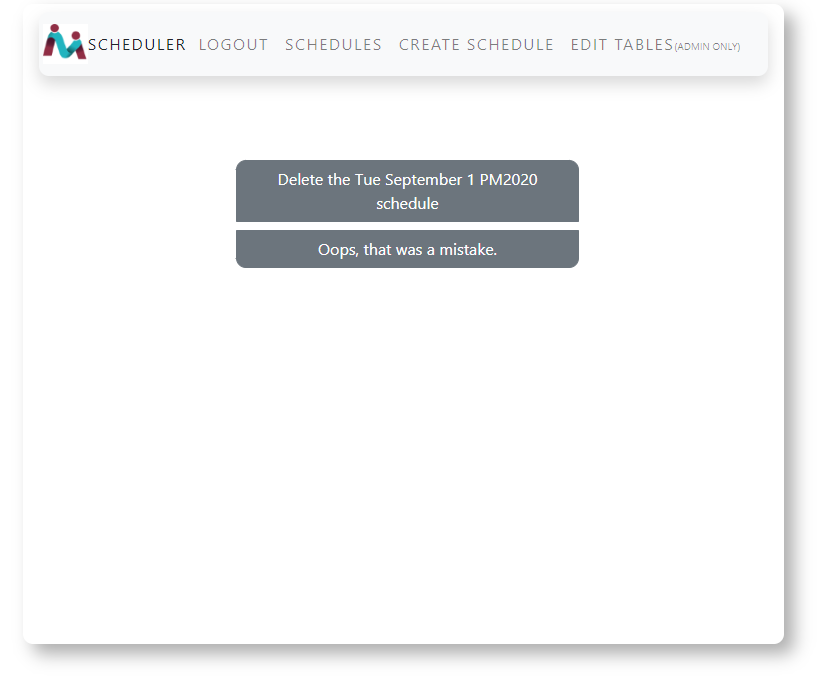 SCHEDULER LOGOUT SCHEDULES CREATE SCHEDULE EDIT TABLES(ADMIN ONLY)
Delete the Tue September 1 PM2020
schedule
Oops, that was a mistake.